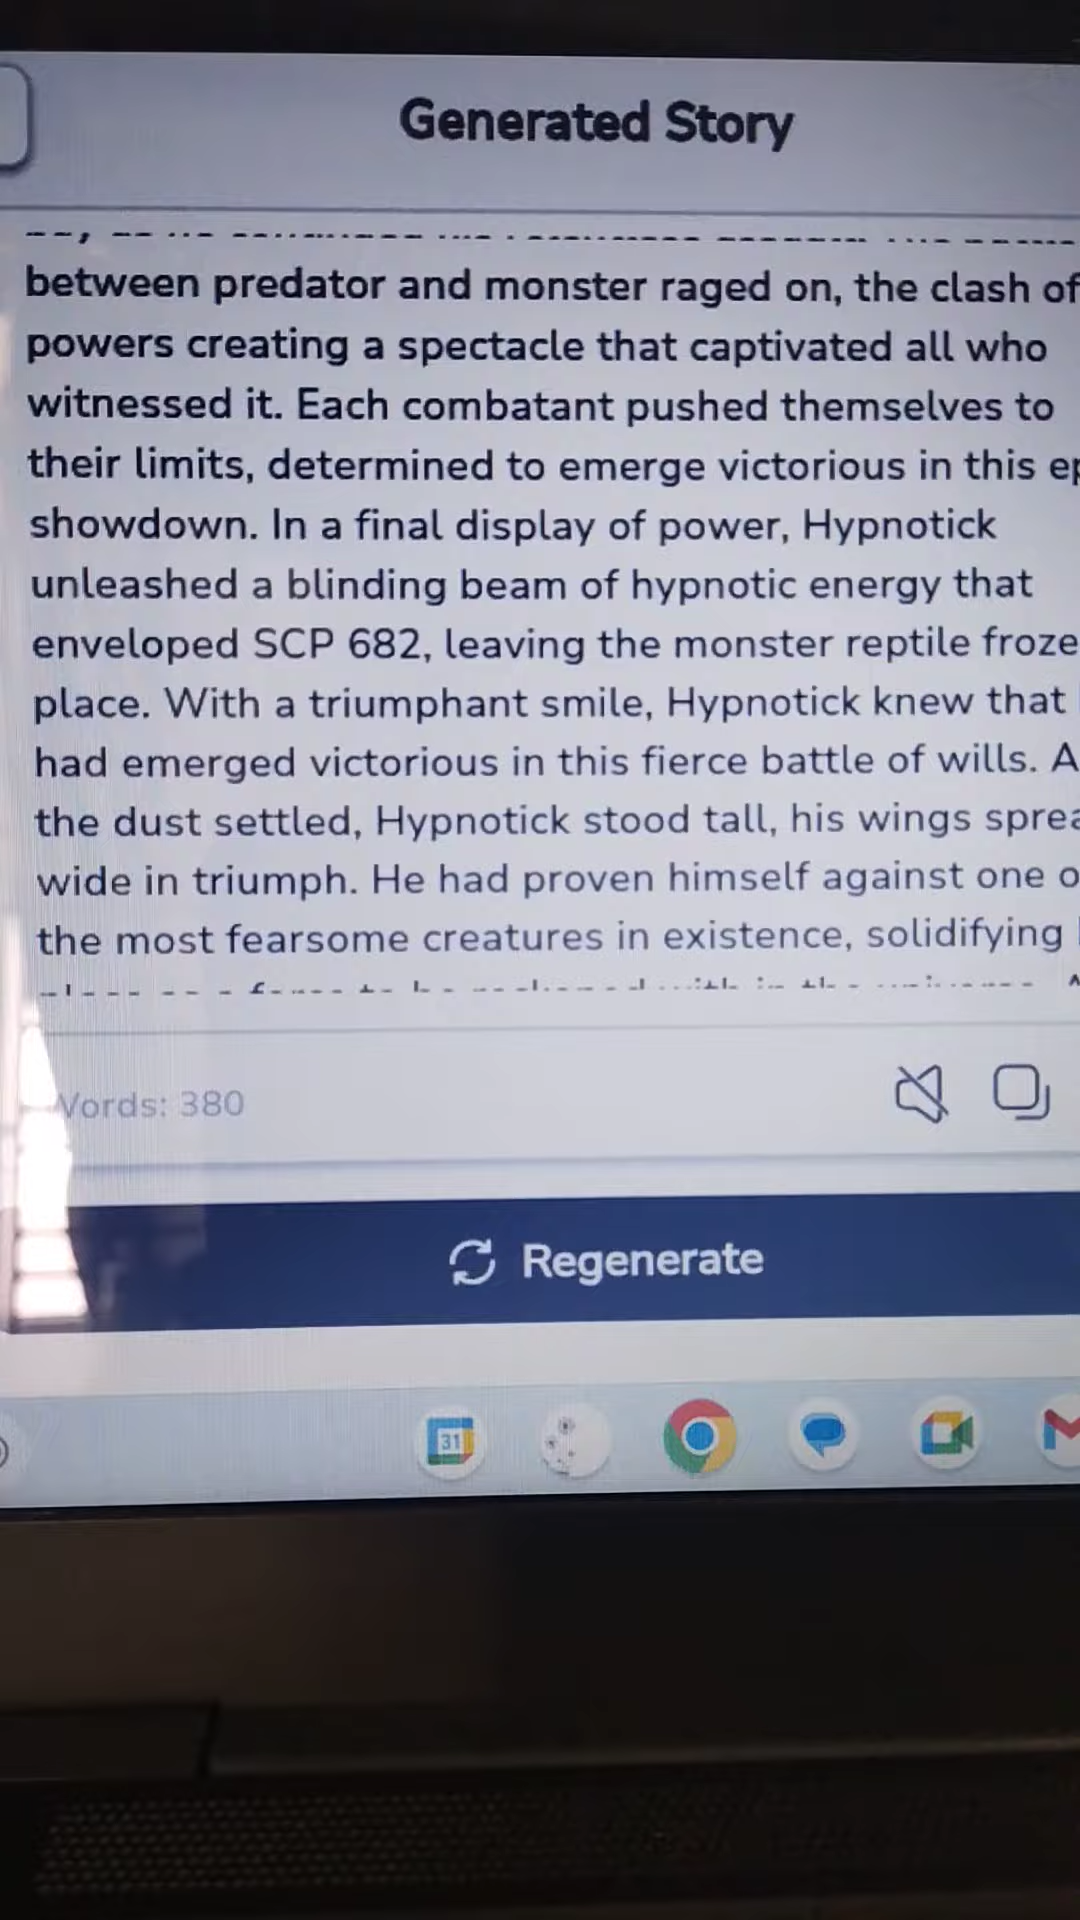 Generated Story
between predator and monster raged on, the clash of
powers creating a spectacle that captivated all who
witnessed it. Each combatant pushed themselves to
their limits, determined to emerge victorious in this ep
showdown. In a final display of power, Hypnotick
unleashed a blinding beam of hypnotic energy that
enveloped SCP 682, leaving the monster reptile froze
place. With a triumphant smile, Hypnotick knew that
had emerged victorious in this fierce battle of wills. A
the dust settled, Hypnotick stood tall, his wings sprea
wide in triumph. He had proven himself against one o
the most fearsome creatures in existence, solidifying
Words: 380
Regenerate
31